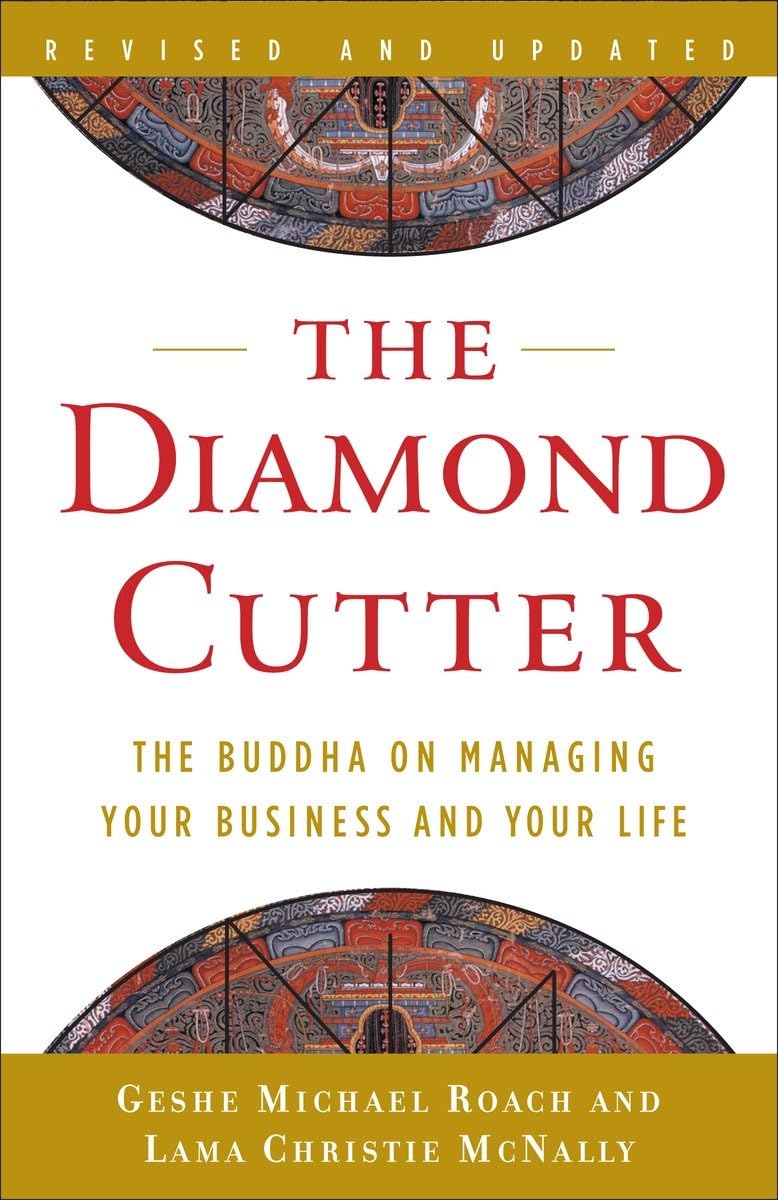 REVISED AND UPDATED
THE
DIAMOND
CUTTER
THE BUDDHA ON MANAGING
YOUR BUSINESS AND YOUR LIFE
GESHE MICHAEL ROACH AND
LAMA CHRISTIE MCNALLY